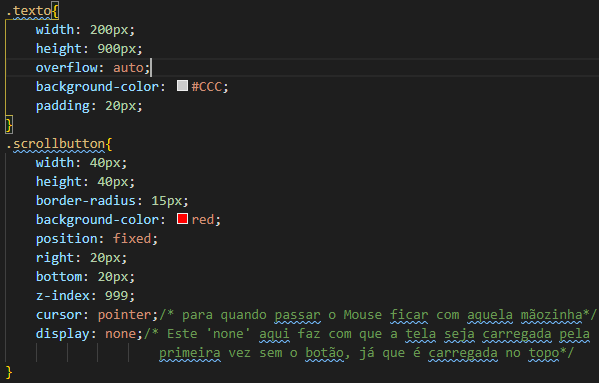 .texto{
width: 200px;
height: 900px;
overflow: auto;
background-color: #CCC;
padding: 20px;
}
.scrollbutton{
width: 40px;
height: 40px;
border-radius: 15px;
background-color: red;
position: fixed;
right: 20px;
bottom: 20px;
z-index: 999;
cursor: pointer;/* para quando passar o Mouse ficar com aquela mãozinha*/
display: none;/* Este 'none' aqui faz com que a tela seja carregada pela
primeira vez sem o botão, já que é carregada no topo*/
}